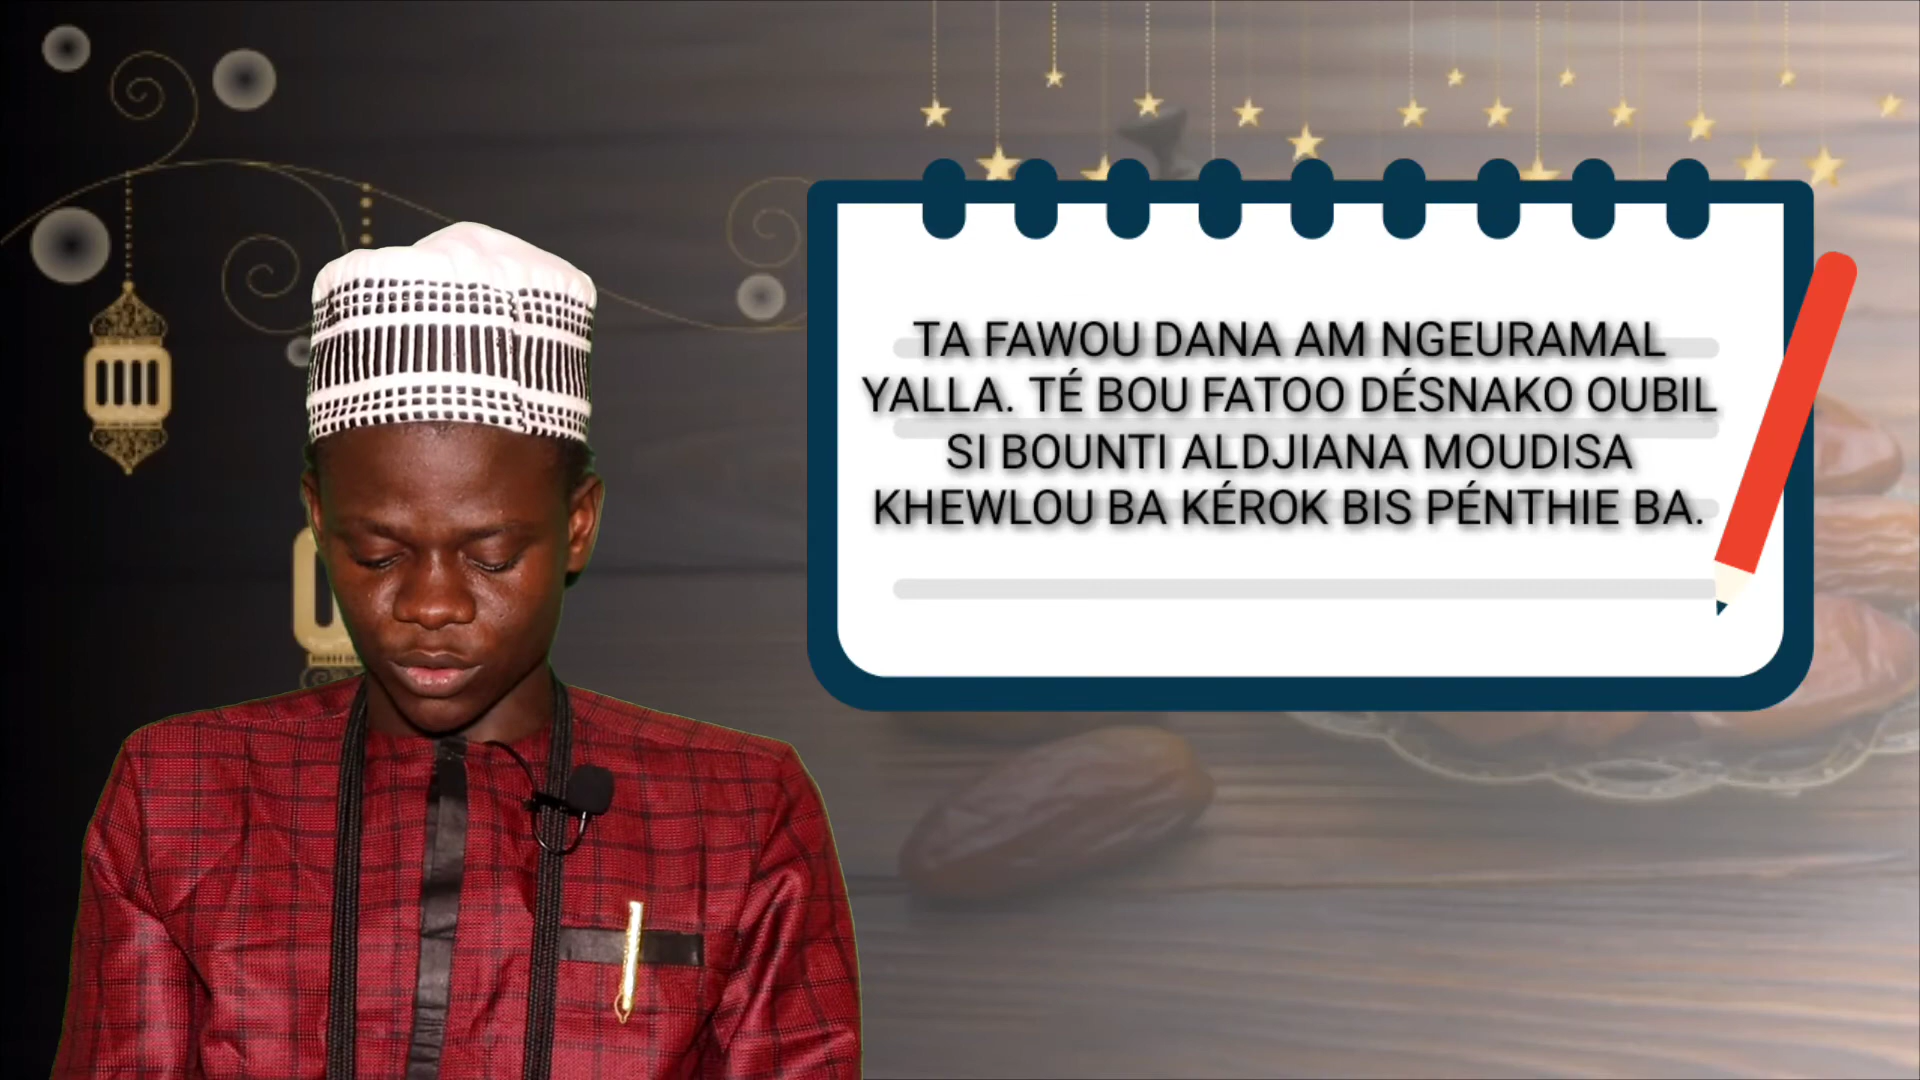 TA FAWOU DANA AM NGEURAMAL
YALLA. TÉ BOU FATOO DÉSNAKO OUBIL
SI BOUNTI ALDJIANA MOUDISA
KHEWLOU BA KÉROK BIS PÉNTHIE BA.